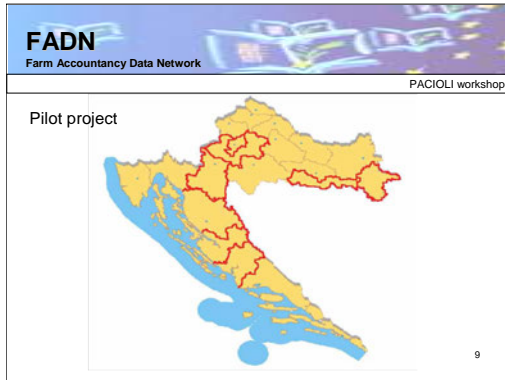 FADN
Farm Accountancy Data Network
PACIOLI workshop
Pilot project
9